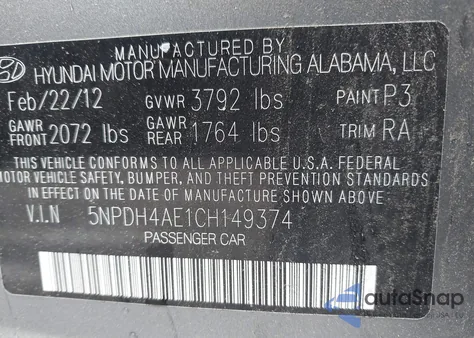 MANUFACTURED BY
HYUNDAI MOTOR MANUFACTURING ALABAMA, LLC
Feb/22/12 GVWR 3792 lbs PAINT P3
GAWR FRONT 2072 lbs GAWR REAR 1764 lbs TRIM RA
THIS VEHICLE CONFORMS TO ALL APPLICABLE U.S.A. FEDERAL
MOTOR VEHICLE SAFETY, BUMPER, AND THEFT PREVENTION STANDARDS
IN EFFECT ON THE DATE OF MANUFACTURE SHOWN ABOVE.
V.I.N 5NPDH4AE1CH149374
PASSENGER CAR
autoSnap